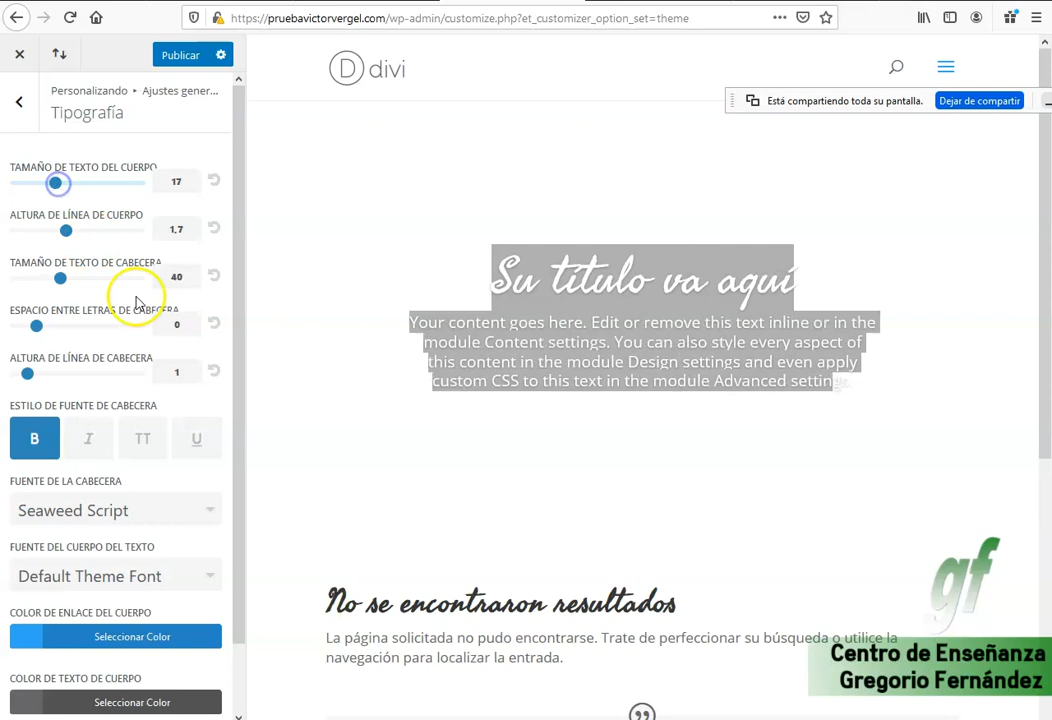 https://pruebavictorvergel.com/wp-admin/customize.php?et_customizer_option_set=theme
Publicar
Personalizando ▸ Ajustes gener...
Tipografía
TAMAÑO DE TEXTO DEL CUERPO
17
ALTURA DE LÍNEA DE CUERPO
1.7
TAMAÑO DE TEXTO DE CABECERA
40
ESPACIO ENTRE LETRAS DE CABECERA
0
ALTURA DE LÍNEA DE CABECERA
1
ESTILO DE FUENTE DE CABECERA
B I TT U
FUENTE DE LA CABECERA
Seaweed Script
FUENTE DEL CUERPO DEL TEXTO
Default Theme Font
COLOR DE ENLACE DEL CUERPO
Seleccionar Color
COLOR DE TEXTO DE CUERPO
Seleccionar Color
D divi
Está compartiendo toda su pantalla. Dejar de compartir
Su título va aquí
Your content goes here. Edit or remove this text inline or in the
module Content settings. You can also style every aspect of
this content in the module Design settings and even apply
custom CSS to this text in the module Advanced settings.
No se encontraron resultados
La página solicitada no pudo encontrarse. Trate de perfeccionar su búsqueda o utilice la
navegación para localizar la entrada.
gf
Centro de Enseñanza
Gregorio Fernández